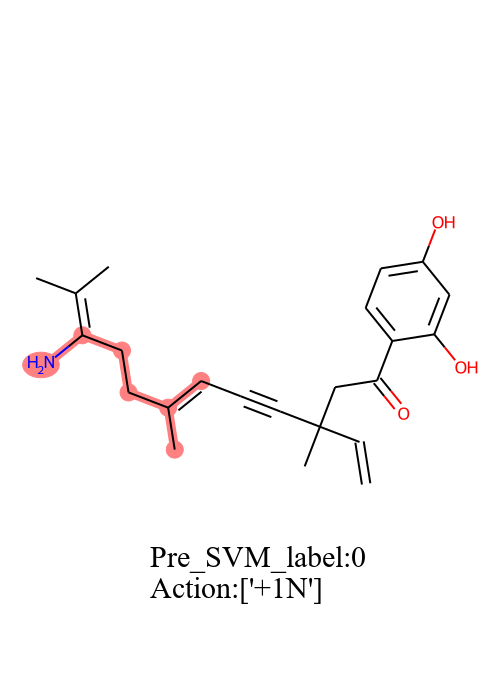 OH
H2N
OH
O
Pre_SVM_label:0
Action:['+1N']